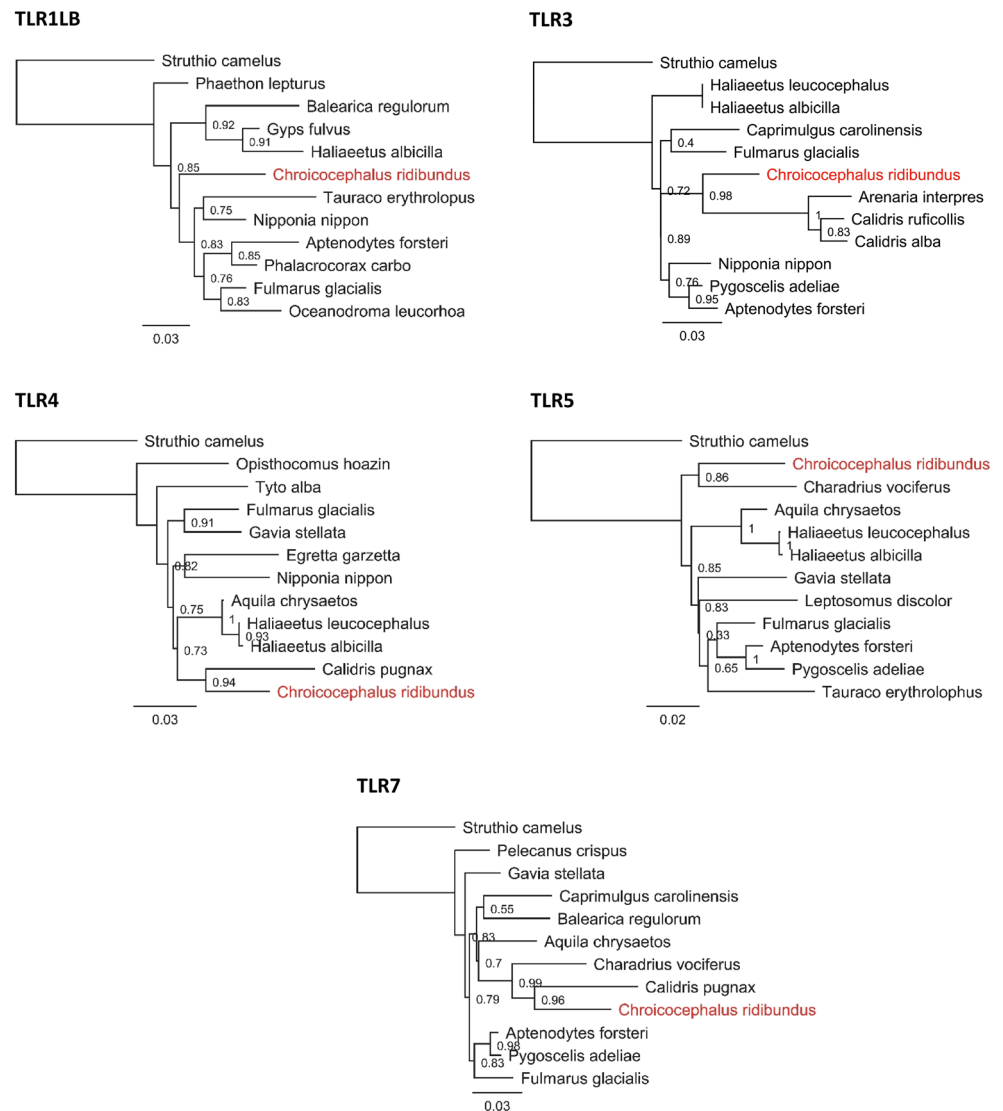 TLR1LB
Struthio camelus
Phaethon lepturus
Balearica regulorum
0.92
Gyps fulvus
0.91
Haliaeetus albicilla
0.85
Chroicocephalus ridibundus
Tauraco erythrolopus
0.75
Nipponia nippon
0.83
Aptenodytes forsteri
0.85
Phalacrocorax carbo
0.76
Fulmarus glacialis
0.83
Oceanodroma leucorhoa
0.03
TLR3
Struthio camelus
Haliaeetus leucocephalus
Haliaeetus albicilla
Caprimulgus carolinensis
0.4
Fulmarus glacialis
Chroicocephalus ridibundus
0.72
0.98
Arenaria interpres
1
Calidris ruficollis
0.83
Calidris alba
0.89
Nipponia nippon
0.76
Pygoscelis adeliae
0.95
Aptenodytes forsteri
0.03
TLR4
Struthio camelus
Opisthocomus hoazin
Tyto alba
Fulmarus glacialis
0.91
Gavia stellata
Egretta garzetta
0.82
Nipponia nippon
Aquila chrysaetos
0.75
1
Haliaeetus leucocephalus
0.93
Haliaeetus albicilla
0.73
Calidris pugnax
0.94
Chroicocephalus ridibundus
0.03
TLR5
Struthio camelus
Chroicocephalus ridibundus
0.86
Charadrius vociferus
Aquila chrysaetos
1
Haliaeetus leucocephalus
1
Haliaeetus albicilla
0.85
Gavia stellata
Leptosomus discolor
0.83
Fulmarus glacialis
0.33
Aptenodytes forsteri
1
0.65
Pygoscelis adeliae
Tauraco erythrolophus
0.02
TLR7
Struthio camelus
Pelecanus crispus
Gavia stellata
Caprimulgus carolinensis
0.55
Balearica regulorum
0.83
Aquila chrysaetos
0.7
Charadrius vociferus
0.99
Calidris pugnax
0.79
0.96
Chroicocephalus ridibundus
Aptenodytes forsteri
0.98
Pygoscelis adeliae
0.83
Fulmarus glacialis
0.03